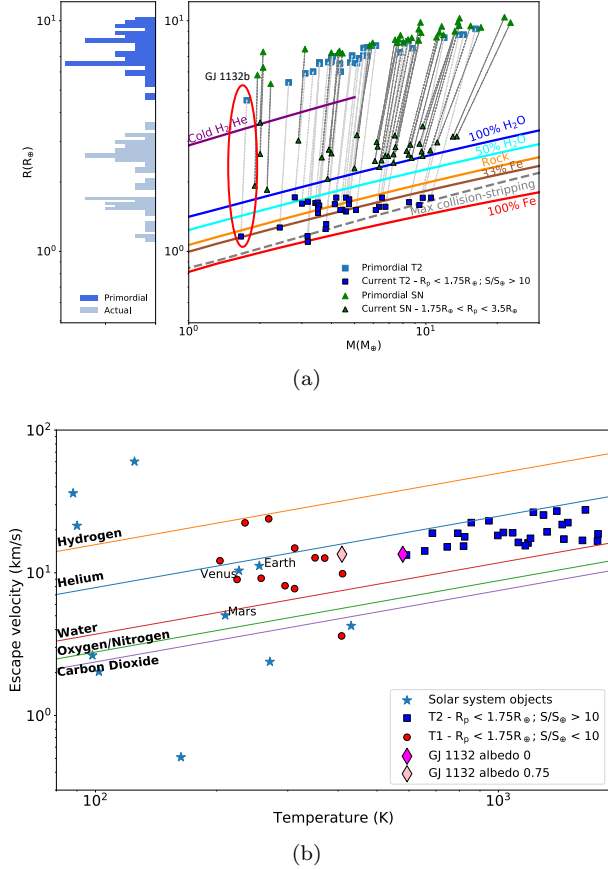 10¹
10⁰
R(R⊕)
Primordial
Actual
GJ 1132b
Cold H₂ He
100% H₂O
50% H₂O
Rock
33% Fe
Max collision-stripping
100% Fe
Primordial T2
Current T2 - Rₚ < 1.75R⊕; S/S⊕ > 10
Primordial SN
Current SN - 1.75R⊕ < Rₚ < 3.5R⊕
10⁰
10¹
M(M⊕)
(a)
10²
10¹
10⁰
Escape velocity (km/s)
Hydrogen
Helium
Water
Oxygen/Nitrogen
Carbon Dioxide
Venus
Earth
Mars
Solar system objects
T2 - Rₚ < 1.75R⊕; S/S⊕ > 10
T1 - Rₚ < 1.75R⊕; S/S⊕ < 10
GJ 1132 albedo 0
GJ 1132 albedo 0.75
10²
10³
Temperature (K)
(b)